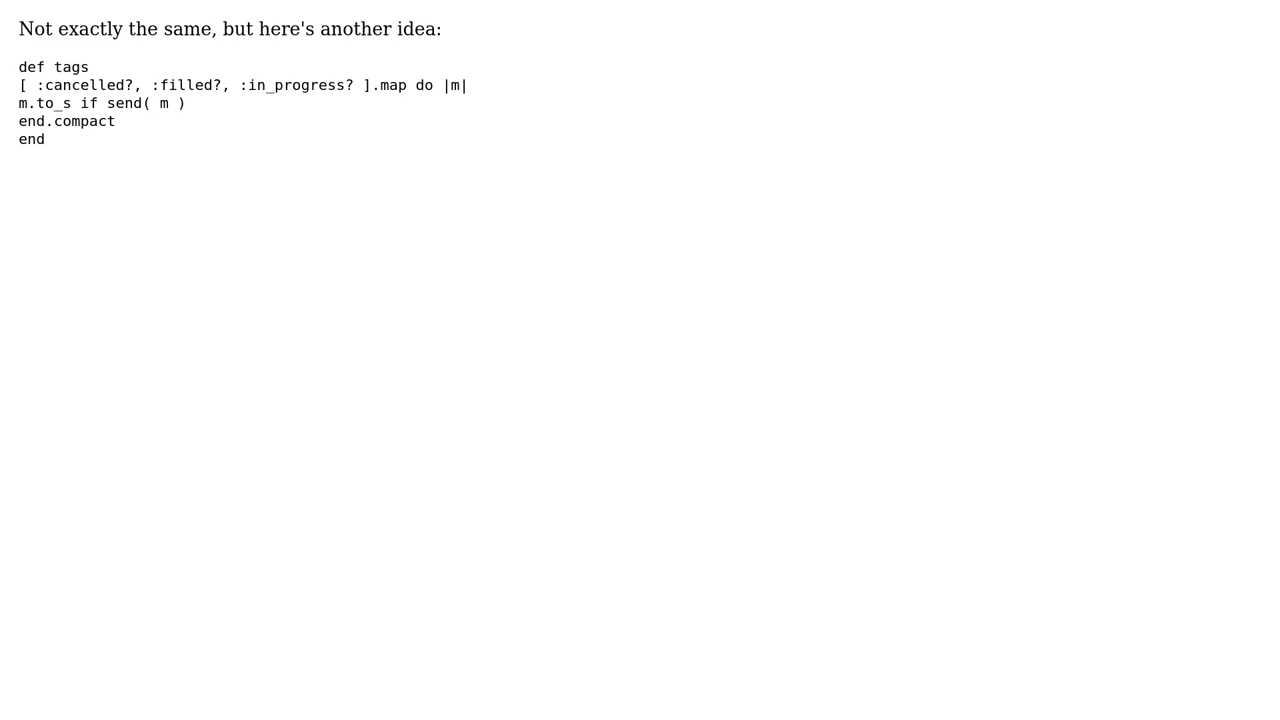 Not exactly the same, but here's another idea:
def tags
[ :cancelled?, :filled?, :in_progress? ].map do |m|
m.to_s if send( m )
end.compact
end